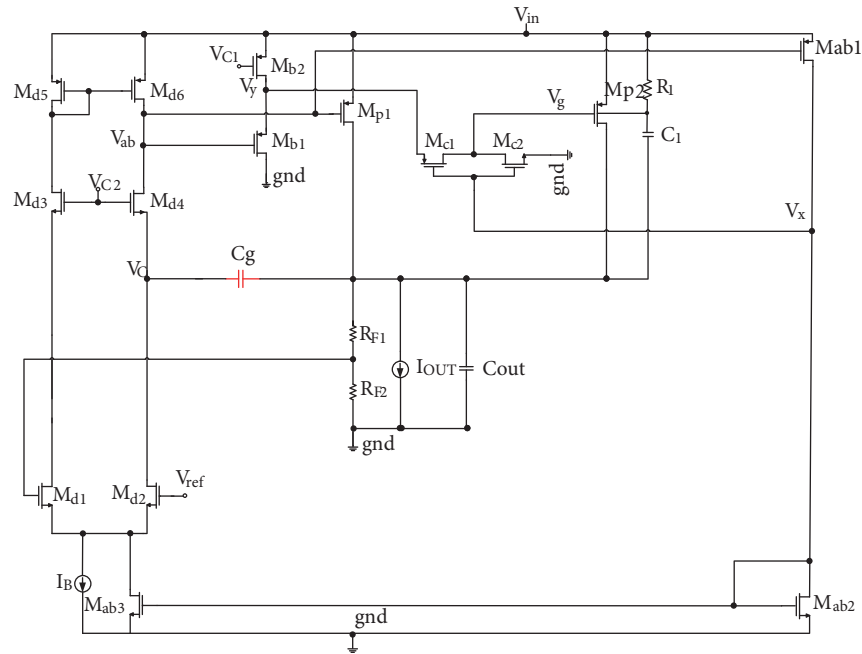 Vin
VC1
Mb2
Mab1
Md5
Md6
Vy
Mp1
Vg
Mp2
R1
Vab
Mb1
Mc1
Mc2
C1
gnd
gnd
VC2
Md3
Md4
Vx
VC
Cg
RF1
IOUT
Cout
RF2
gnd
Md1
Md2
Vref
IB
Mab3
gnd
Mab2